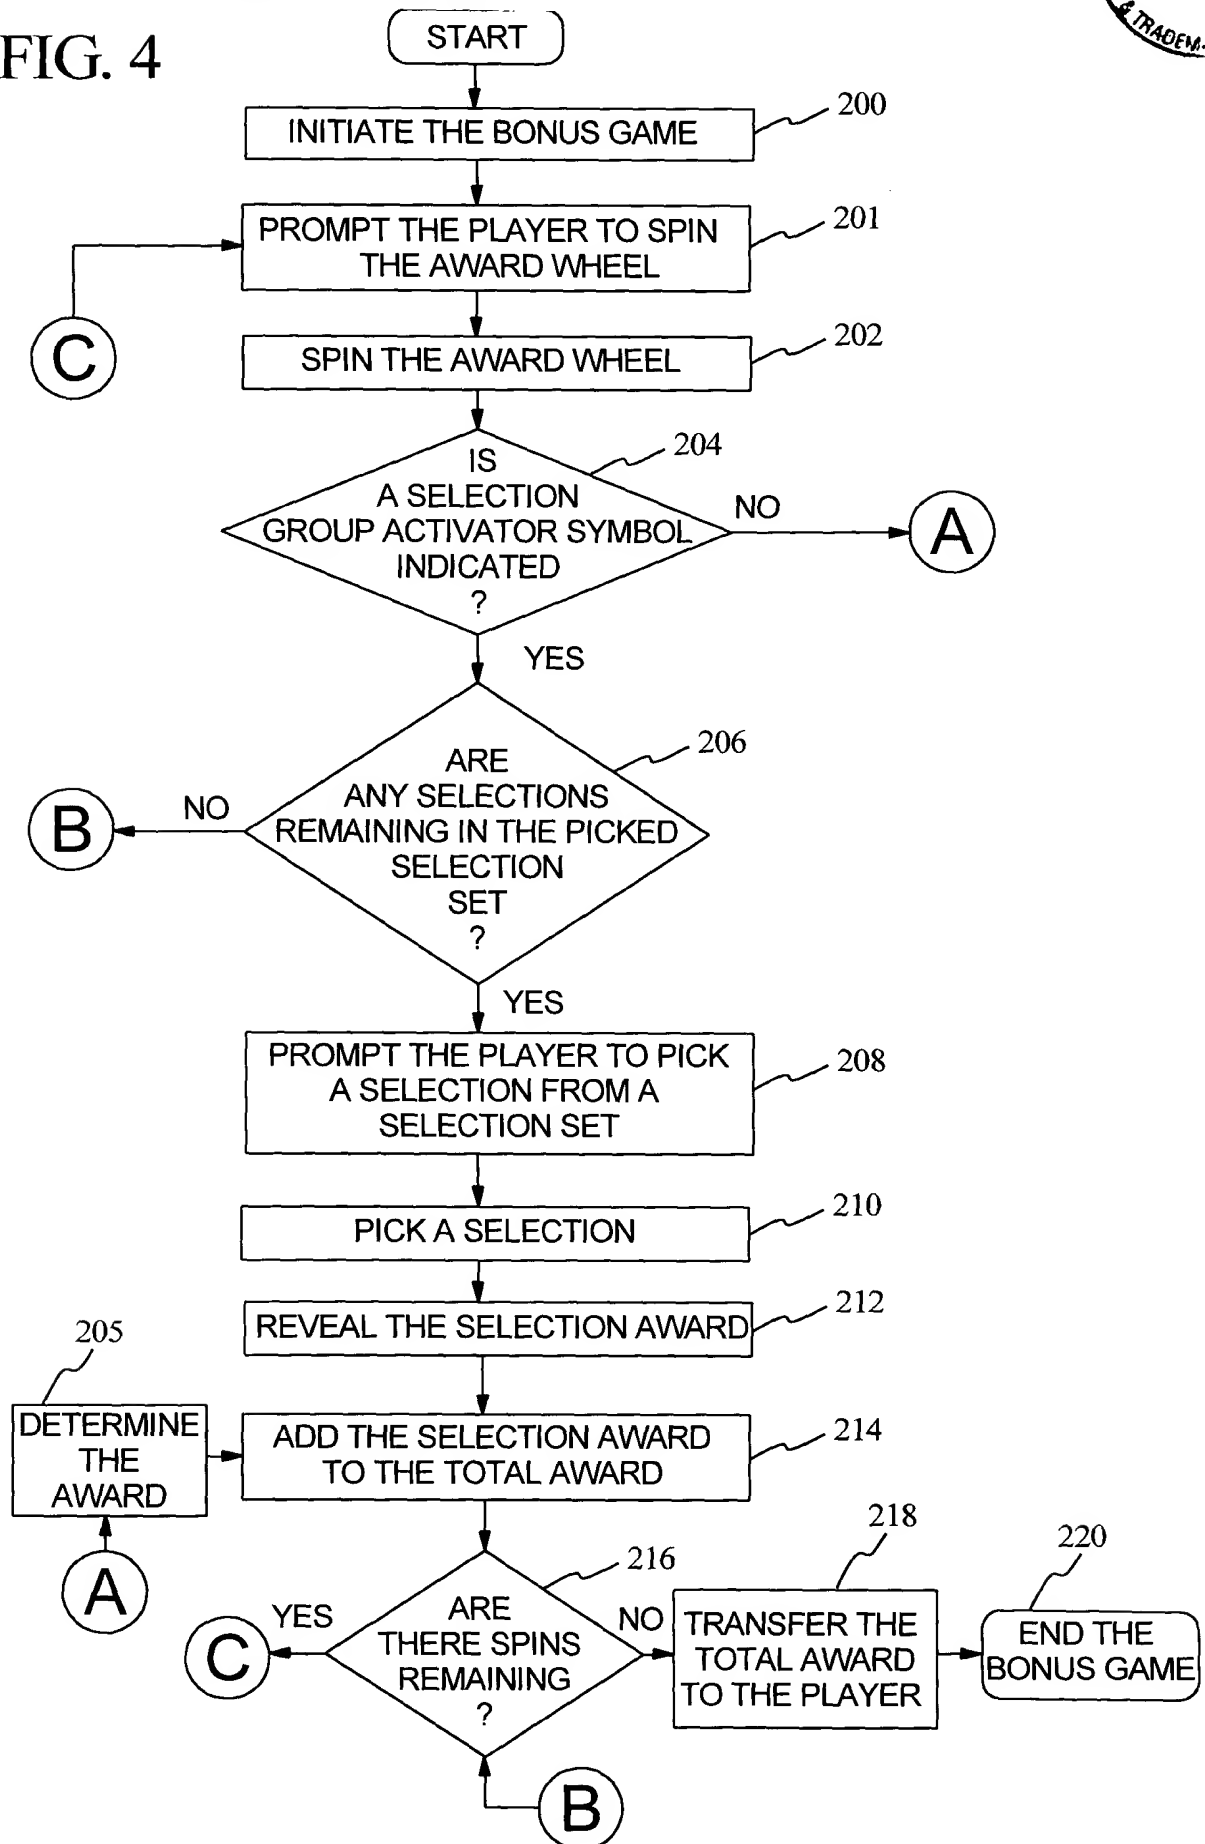 FIG. 4
& TRADEM
START
200
INITIATE THE BONUS GAME
201
PROMPT THE PLAYER TO SPIN
THE AWARD WHEEL
C
202
SPIN THE AWARD WHEEL
204
IS
A SELECTION
GROUP ACTIVATOR SYMBOL
INDICATED
?
NO
A
YES
206
ARE
ANY SELECTIONS
REMAINING IN THE PICKED
SELECTION
SET
?
NO
B
YES
208
PROMPT THE PLAYER TO PICK
A SELECTION FROM A
SELECTION SET
210
PICK A SELECTION
212
REVEAL THE SELECTION AWARD
205
DETERMINE
THE
AWARD
A
214
ADD THE SELECTION AWARD
TO THE TOTAL AWARD
216
ARE
THERE SPINS
REMAINING
?
YES
C
NO
218
TRANSFER THE
TOTAL AWARD
TO THE PLAYER
220
END THE
BONUS GAME
B